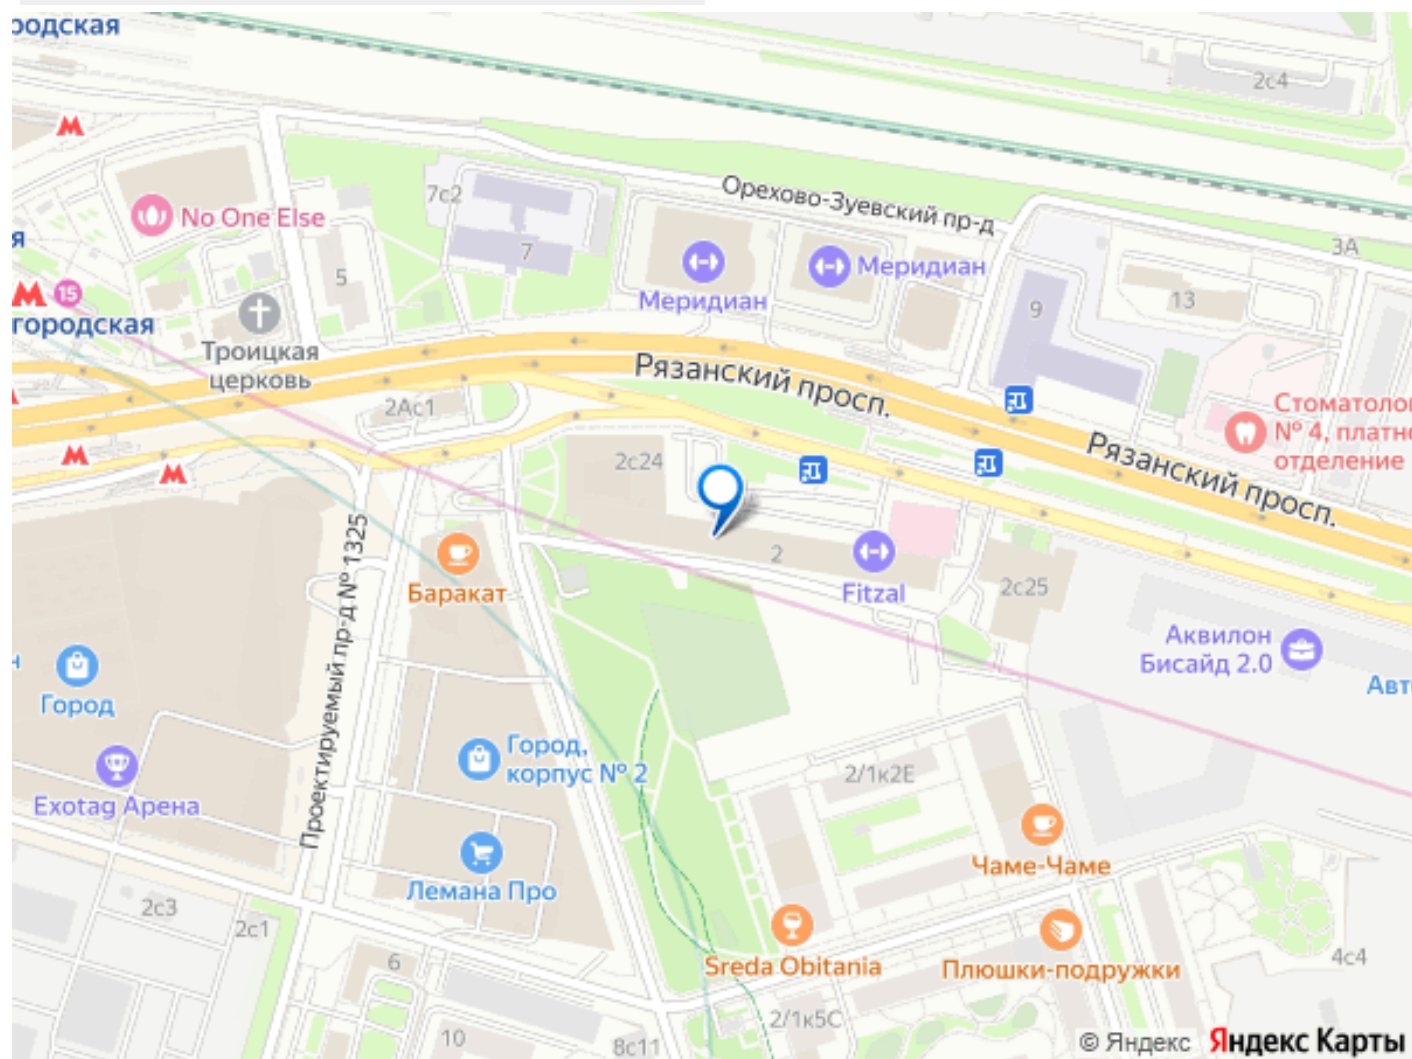 родская
2с4
7с2
Орехово-Зуевский пр-д
No One Else
3А
я
7
5
Меридиан
Меридиан
9
13
15
городская
Троицкая
церковь
Рязанский просп.
2Ас1
Стоматоло
№ 4, платн
отделение
Рязанский просп.
2с24
2
Fitzal
2с25
Баракат
Проектируемый пр-д № 1325
Аквилон
Бисайд 2.0
Авт
н
Город
Город,
корпус № 2
2/1к2Е
Exotag Арена
Чаме-Чаме
Лемана Про
2с3
2с1
Sreda Obitania
Плюшки-подружки
4с4
6
2/1к5С
10
8с11
© Яндекс Яндекс Карты